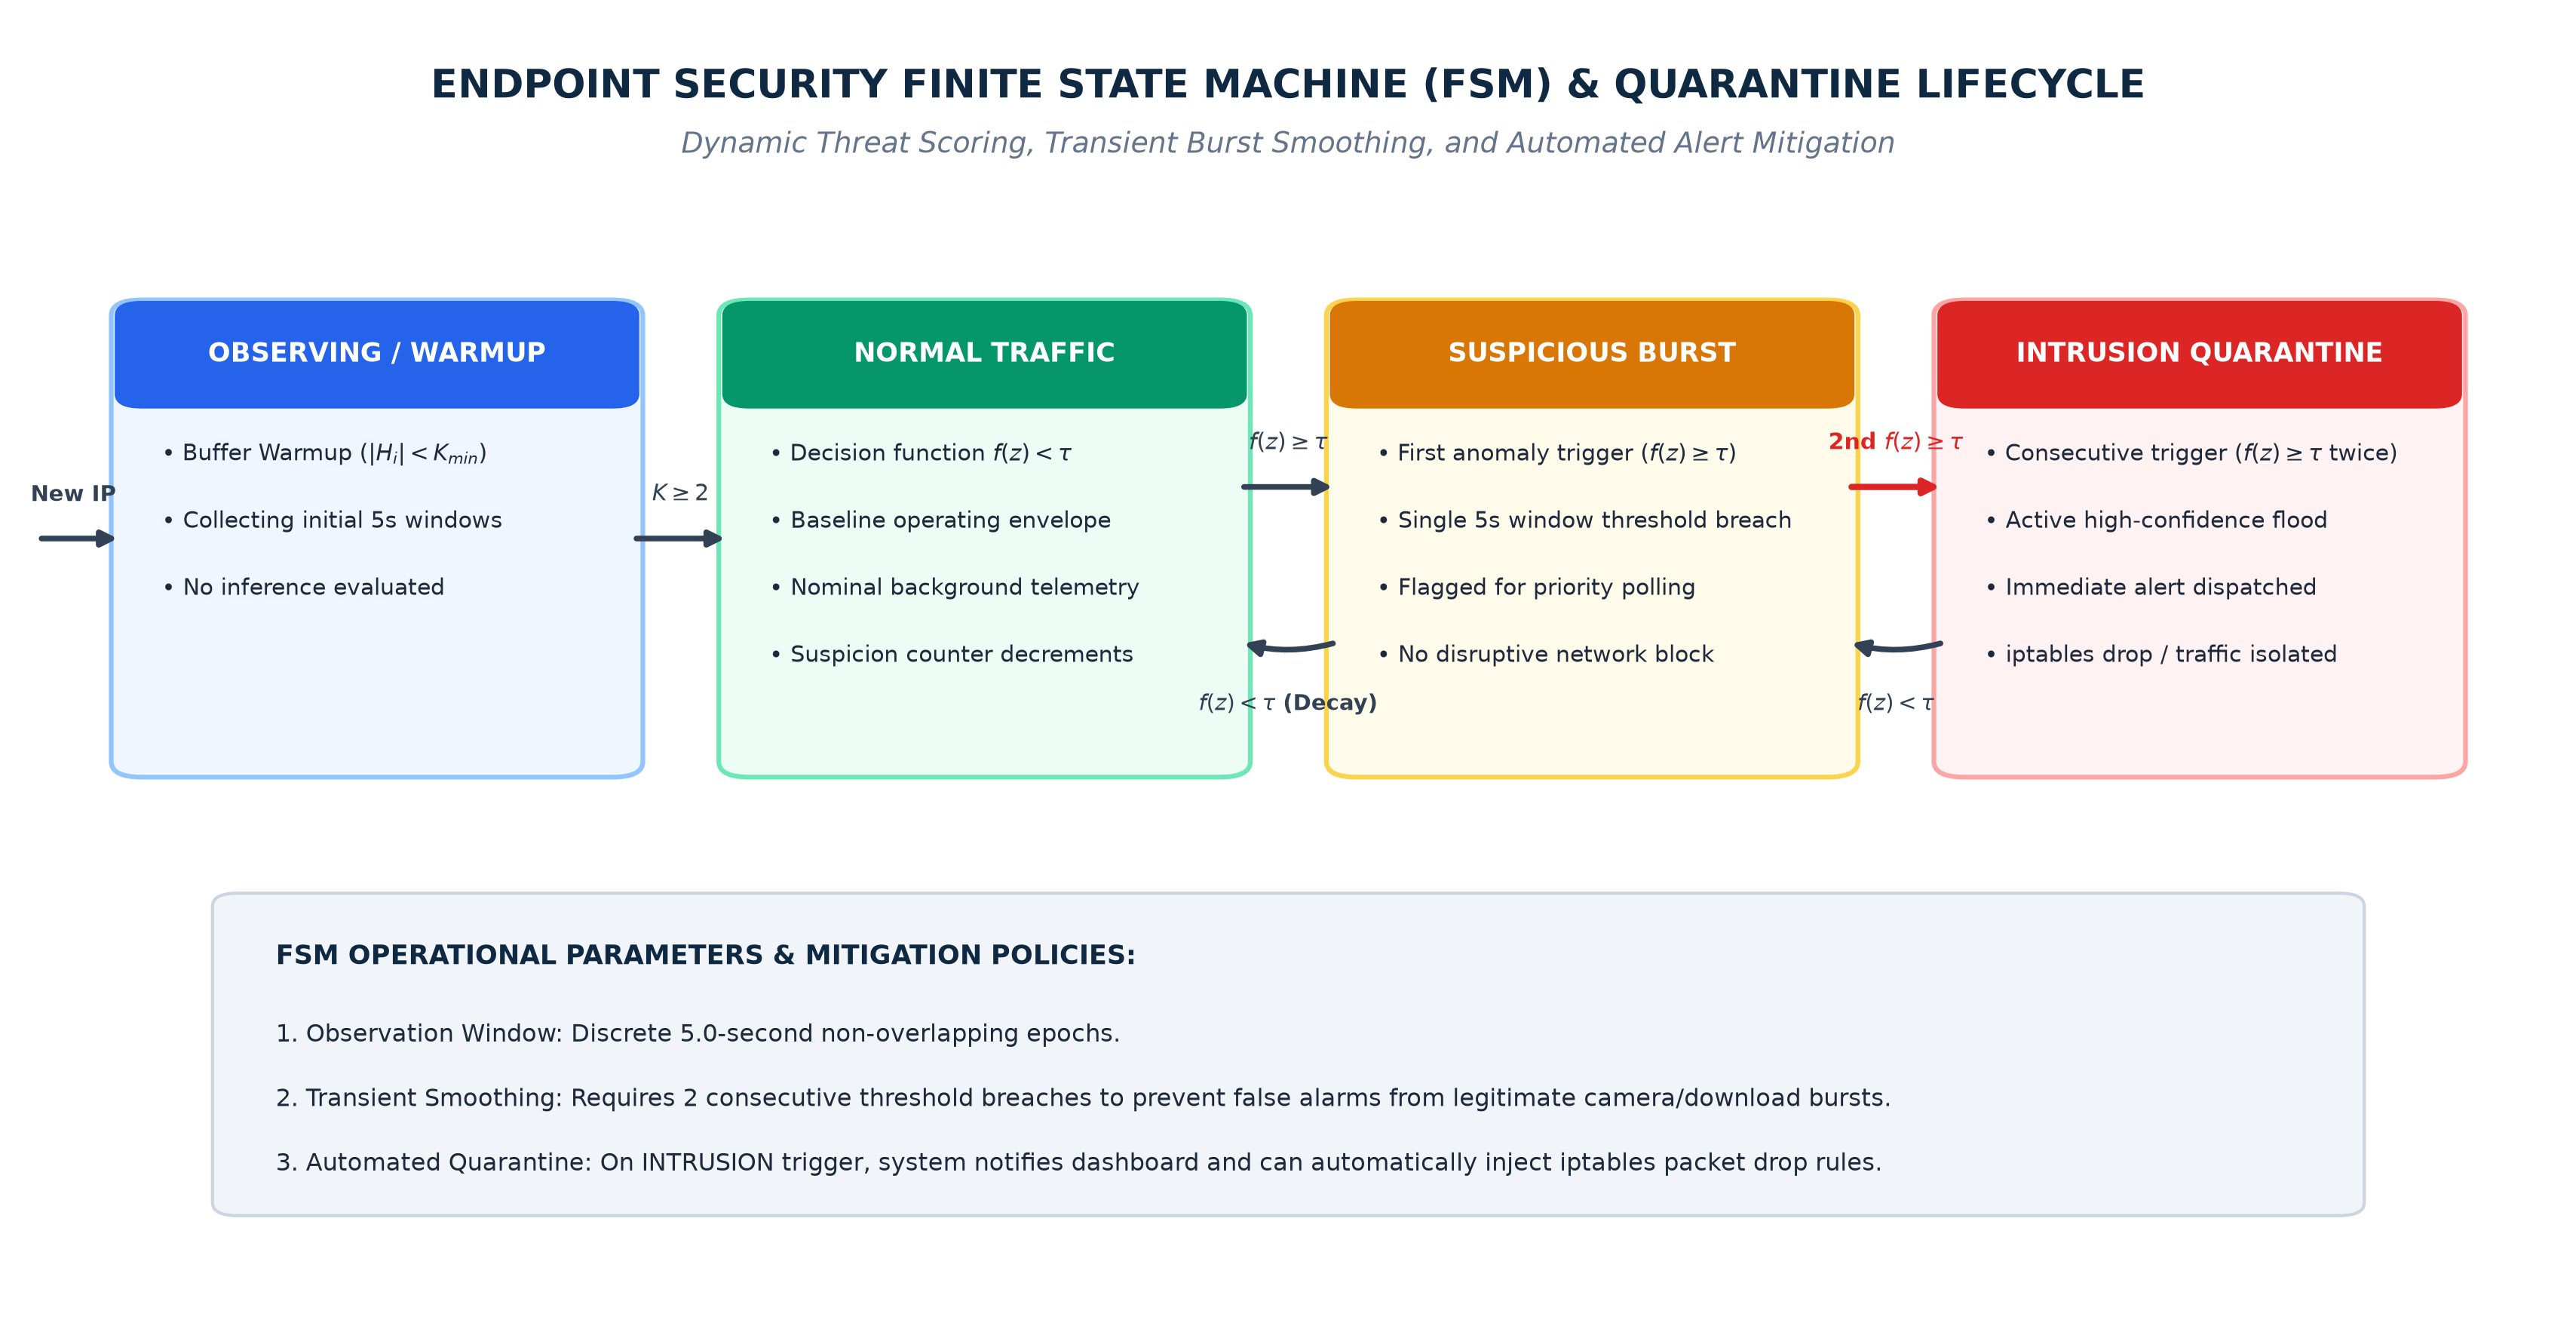 ENDPOINT SECURITY FINITE STATE MACHINE (FSM) & QUARANTINE LIFECYCLE
Dynamic Threat Scoring, Transient Burst Smoothing, and Automated Alert Mitigation
New IP
OBSERVING / WARMUP
• Buffer Warmup (|H_i| < K_min)
• Collecting initial 5s windows
• No inference evaluated
K ≥ 2
NORMAL TRAFFIC
• Decision function f(z) < τ
• Baseline operating envelope
• Nominal background telemetry
• Suspicion counter decrements
f(z) ≥ τ
f(z) < τ (Decay)
SUSPICIOUS BURST
• First anomaly trigger (f(z) ≥ τ)
• Single 5s window threshold breach
• Flagged for priority polling
• No disruptive network block
2nd f(z) ≥ τ
f(z) < τ
INTRUSION QUARANTINE
• Consecutive trigger (f(z) ≥ τ twice)
• Active high-confidence flood
• Immediate alert dispatched
• iptables drop / traffic isolated
FSM OPERATIONAL PARAMETERS & MITIGATION POLICIES:
1. Observation Window: Discrete 5.0-second non-overlapping epochs.
2. Transient Smoothing: Requires 2 consecutive threshold breaches to prevent false alarms from legitimate camera/download bursts.
3. Automated Quarantine: On INTRUSION trigger, system notifies dashboard and can automatically inject iptables packet drop rules.